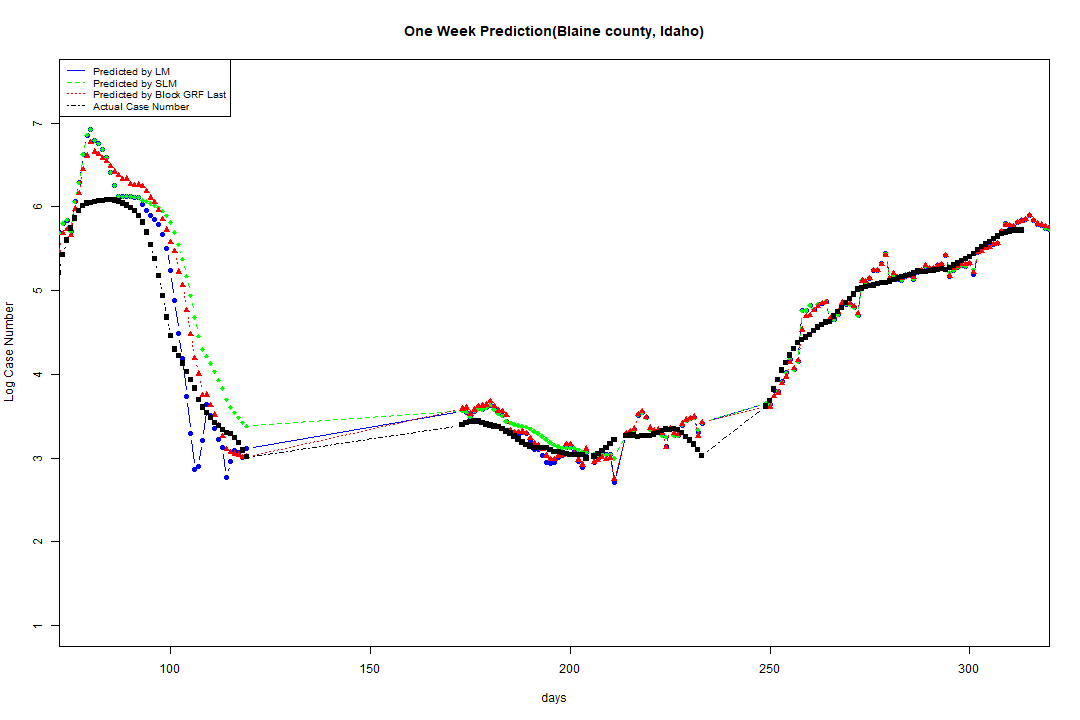 One Week Prediction(Blaine county, Idaho)
Predicted by LM
Predicted by SLM
Predicted by Block GRF Last
Actual Case Number
7
6
5
4
3
2
1
Log Case Number
100 150 200 250 300
days